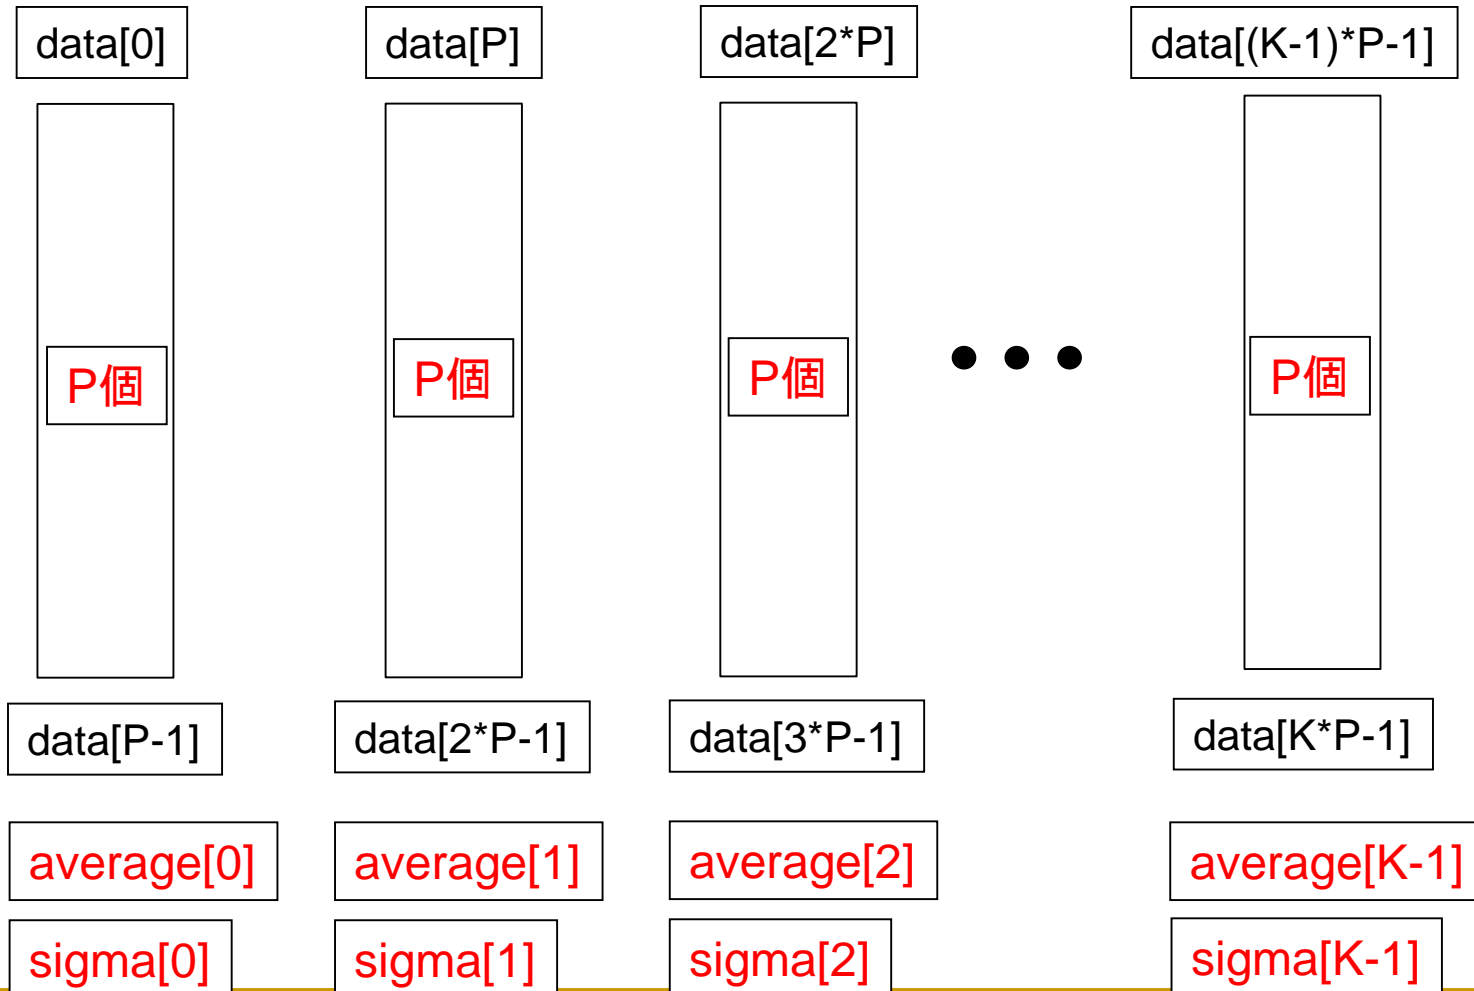 data[0]
data[P]
data[2*P]
data[(K-1)*P-1]
P個
P個
P個
P個
data[P-1]
data[2*P-1]
data[3*P-1]
data[K*P-1]
average[0]
average[1]
average[2]
average[K-1]
sigma[0]
sigma[1]
sigma[2]
sigma[K-1]